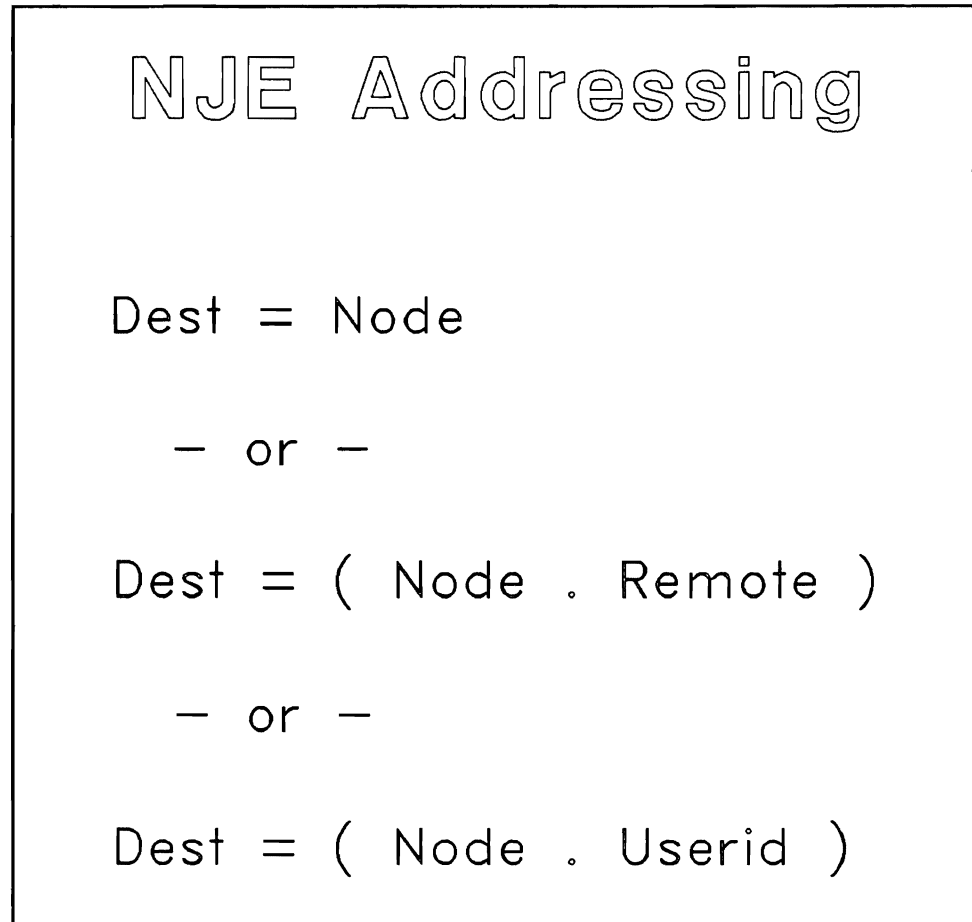 NJE Addressing
Dest = Node
- or -
Dest = ( Node . Remote )
- or -
Dest = ( Node . Userid )